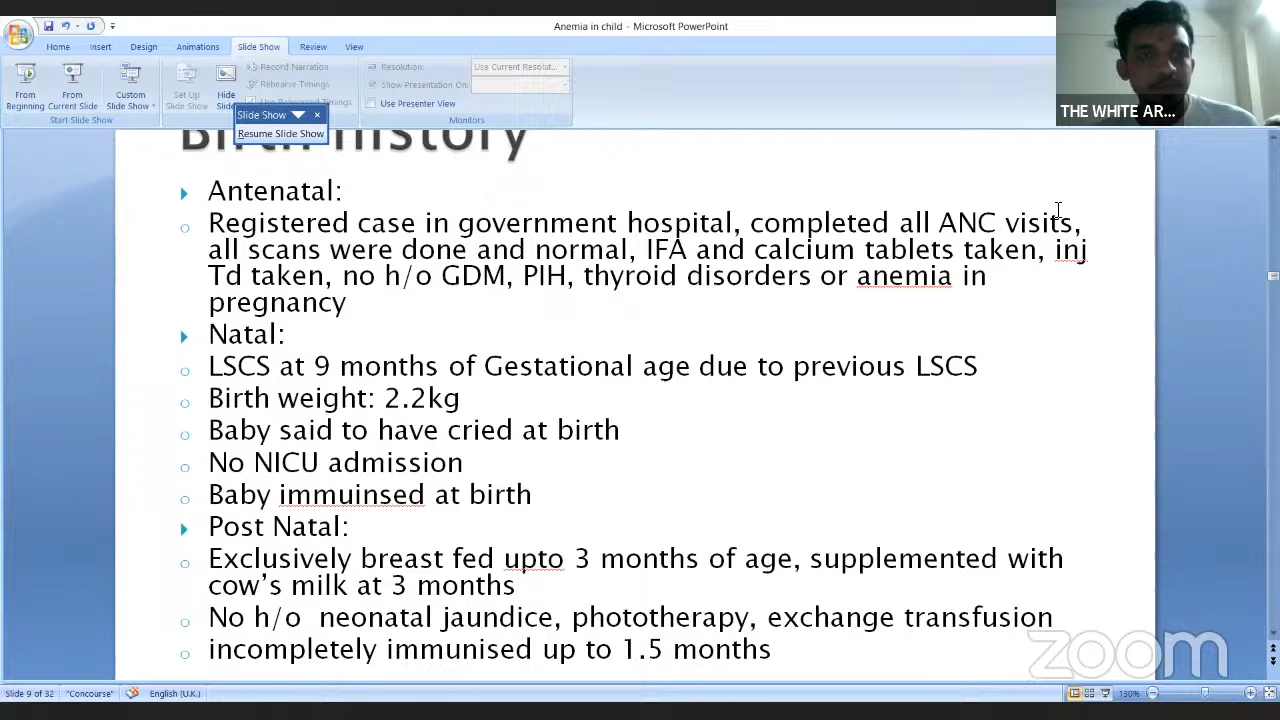 Anemia in child - Microsoft PowerPoint
Home Insert Design Animations Slide Show Review View
From Beginning
From Current Slide
Custom Slide Show
Set Up Slide Show
Hide
Record Narration
Rehearse Timings
Resolution: Use Current Resolut...
Show Presentation On:
Use Presenter View
Start Slide Show
Monitors
Slide Show
Resume Slide Show
THE WHITE AR...
Birth history
Antenatal:
Registered case in government hospital, completed all ANC visits,
all scans were done and normal, IFA and calcium tablets taken, inj
Td taken, no h/o GDM, PIH, thyroid disorders or anemia in
pregnancy
Natal:
LSCS at 9 months of Gestational age due to previous LSCS
Birth weight: 2.2kg
Baby said to have cried at birth
No NICU admission
Baby immuinsed at birth
Post Natal:
Exclusively breast fed upto 3 months of age, supplemented with
cow's milk at 3 months
No h/o neonatal jaundice, phototherapy, exchange transfusion
incompletely immunised up to 1.5 months
zoom
Slide 9 of 32 "Concourse" English (U.K.) 130%